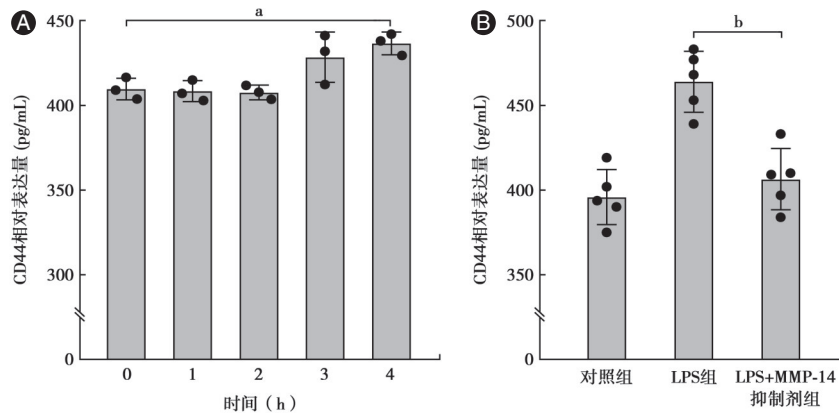 A
a
CD44相对表达量 (pg/mL)
450
400
350
300
0
0 1 2 3 4
时间（h）
B
b
CD44相对表达量 (pg/mL)
500
450
400
350
0
对照组 LPS组 LPS+MMP-14
抑制剂组